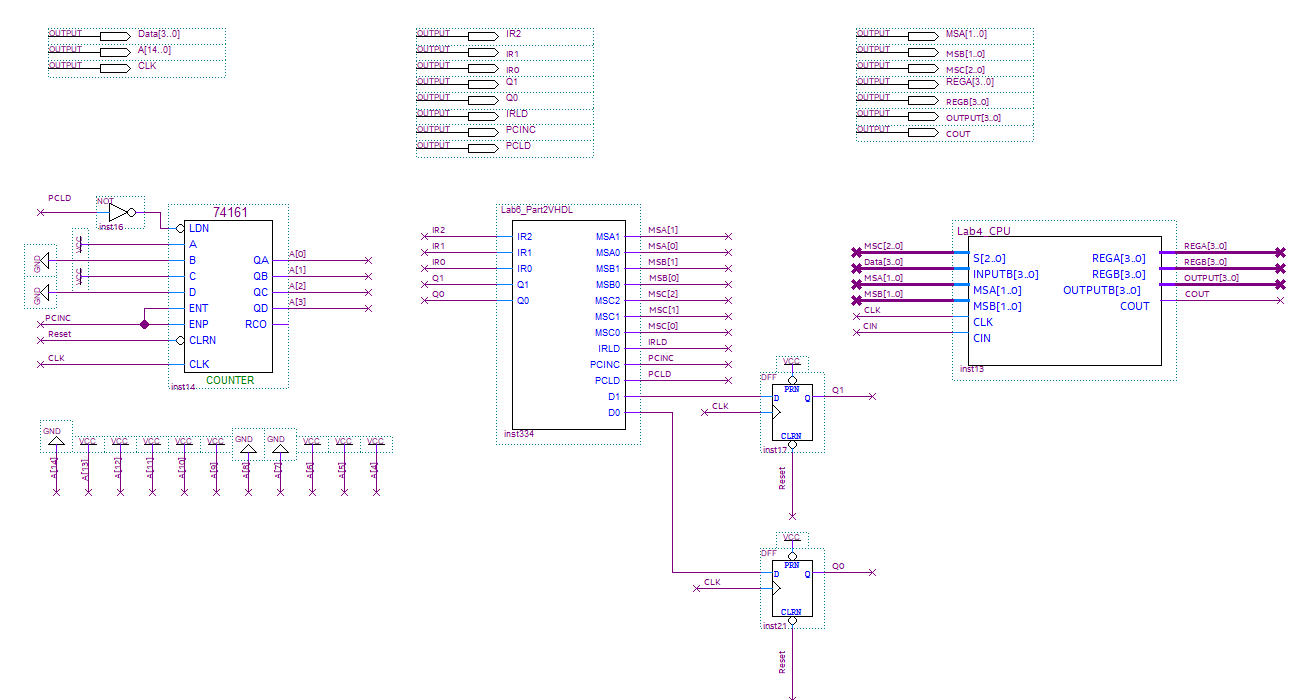 OUTPUT Data[3..0]
OUTPUT A[14..0]
OUTPUT CLK
OUTPUT IR2
OUTPUT IR1
OUTPUT IR0
OUTPUT Q1
OUTPUT Q0
OUTPUT IRLD
OUTPUT PCINC
OUTPUT PCLD
OUTPUT MSA[1..0]
OUTPUT MSB[1..0]
OUTPUT MSC[2..0]
OUTPUT REGA[3..0]
OUTPUT REGB[3..0]
OUTPUT OUTPUT[3..0]
OUTPUT COUT
PCLD
NOT
inst16
74161
LDN
VCC A
GND B QA A[0]
VCC C QB A[1]
GND D QC A[2]
ENT QD A[3]
PCINC ENP RCO
Reset CLRN
CLK CLK
inst14 COUNTER
GND VCC VCC VCC VCC VCC GND GND VCC VCC VCC
A[14] A[13] A[12] A[11] A[10] A[9] A[8] A[7] A[6] A[5] A[4]
Lab6_Part2VHDL
IR2 IR2 MSA1 MSA[1]
IR1 IR1 MSA0 MSA[0]
IR0 IR0 MSB1 MSB[1]
Q1 Q1 MSB0 MSB[0]
Q0 Q0 MSC2 MSC[2]
MSC1 MSC[1]
MSC0 MSC[0]
IRLD IRLD
PCINC PCINC
PCLD PCLD
D1
D0
inst334
VCC
DFF
PRN
D Q Q1
CLK
CLRN
inst17
Reset
VCC
DFF
PRN
D Q Q0
CLK
CLRN
inst21
Reset
Lab4_CPU
MSC[2..0] S[2..0] REGA[3..0] REGA[3..0]
Data[3..0] INPUTB[3..0] REGB[3..0] REGB[3..0]
MSA[1..0] MSA[1..0] OUTPUTB[3..0] OUTPUT[3..0]
MSB[1..0] MSB[1..0] COUT COUT
CLK CLK
CIN CIN
inst13